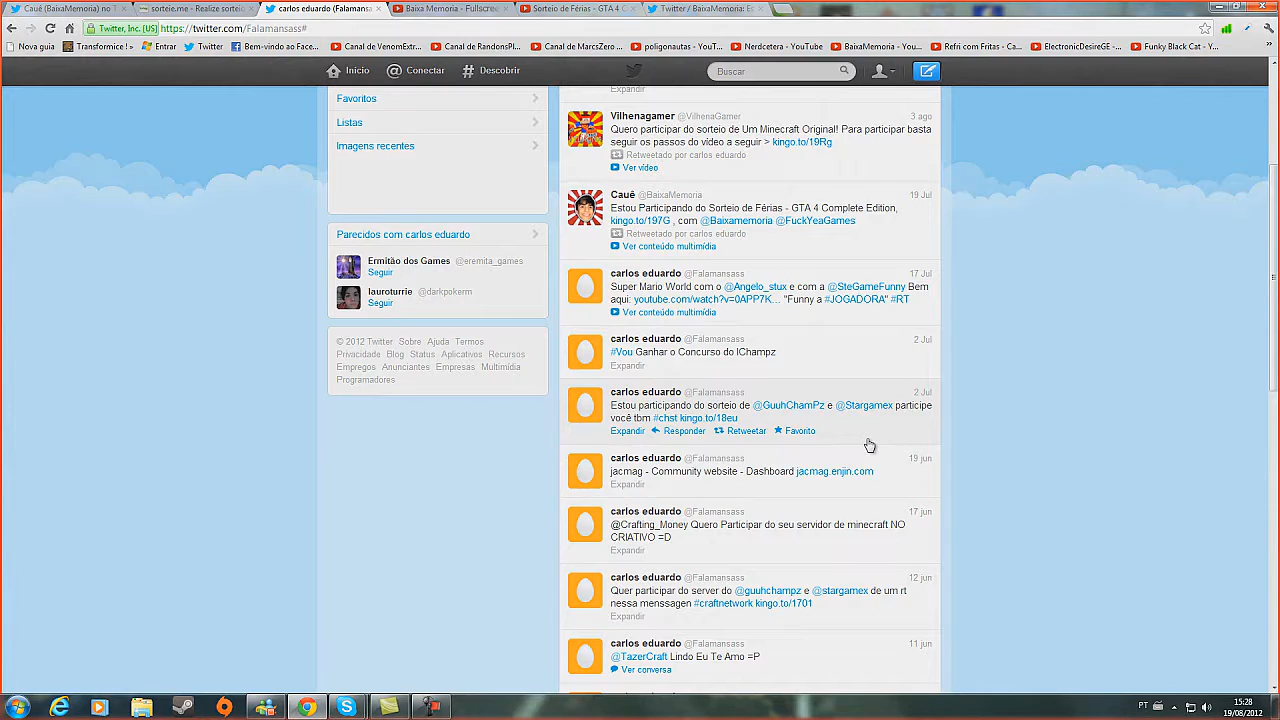 Cauê (BaixaMemoria) no T
sorteie.me - Realize sorteio
carlos eduardo (Falamansa
Baixa Memoria - Fullscreen
Sorteio de Férias - GTA 4 C
Twitter / BaixaMemoria: E
Twitter, Inc. [US] https://twitter.com/Falamansass#
Nova guia
Transformice !
Entrar
Twitter
Bem-vindo ao Face...
Canal de VenomExtr...
Canal de RandonsPl...
Canal de MarcsZero ...
poligonautas - YouT...
Nerdcetera - YouTube
BaixaMemoria - You...
Refri com Fritas - Ca...
ElectronicDesireGE -...
Funky Black Cat - Y...
Início
Conectar
Descobrir
Buscar
Favoritos
Listas
Imagens recentes
Parecidos com carlos eduardo
Ermitão dos Games @eremita_games
Seguir
lauroturrie @darkpokerm
Seguir
© 2012 Twitter Sobre Ajuda Termos
Privacidade Blog Status Aplicativos Recursos
Empregos Anunciantes Empresas Multimídia
Programadores
Expandir
Vilhenagamer @VilhenaGamer 3 ago
Quero participar do sorteio de Um Minecraft Original! Para participar basta
seguir os passos do vídeo a seguir > kingo.to/19Rg
Retweetado por carlos eduardo
Ver vídeo
Cauê @BaixaMemoria 19 Jul
Estou Participando do Sorteio de Férias - GTA 4 Complete Edition,
kingo.to/197G , com @Baixamemoria @FuckYeaGames
Retweetado por carlos eduardo
Ver conteúdo multimídia
carlos eduardo @Falamansass 17 Jul
Super Mario World com o @Angelo_stux e com a @SteGameFunny Bem
aqui: youtube.com/watch?v=0APP7K... "Funny a #JOGADORA" #RT
Ver conteúdo multimídia
carlos eduardo @Falamansass 2 Jul
#Vou Ganhar o Concurso do IChampz
Expandir
carlos eduardo @Falamansass 2 Jul
Estou participando do sorteio de @GuuhChamPz e @Stargamex participe
você tbm #chst kingo.to/18eu
Expandir Responder Retweetar Favorito
carlos eduardo @Falamansass 19 jun
jacmag - Community website - Dashboard jacmag.enjin.com
Expandir
carlos eduardo @Falamansass 17 jun
@Crafting_Money Quero Participar do seu servidor de minecraft NO
CRIATIVO =D
Expandir
carlos eduardo @Falamansass 12 jun
Quer participar do server do @guuhchampz e @stargamex de um rt
nessa menssagen #craftnetwork kingo.to/1701
Expandir
carlos eduardo @Falamansass 11 jun
@TazerCraft Lindo Eu Te Amo =P
Ver conversa
PT
15:28
19/08/2012